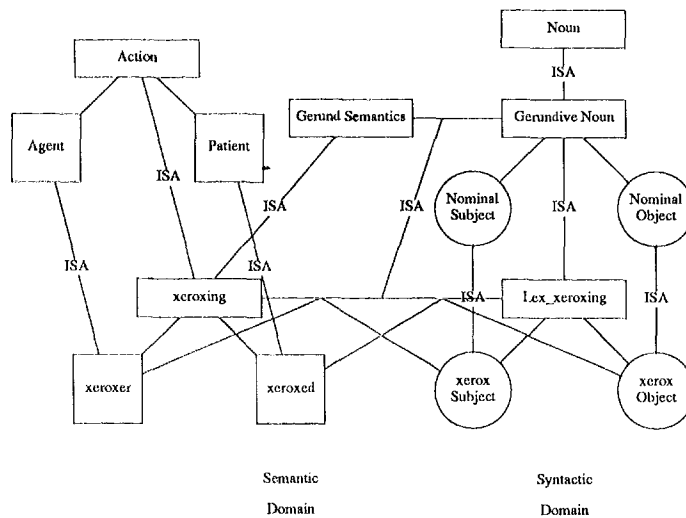 Noun
ISA
Action
Gerund Semantics
Gerundive Noun
Agent
Patient
ISA
ISA
ISA
ISA
Nominal
Subject
Nominal
Object
ISA
ISA
xeroxing
ISA
Lex_xeroxing
ISA
xeroxer
xeroxed
xerox
Subject
xerox
Object
Semantic
Domain
Syntactic
Domain